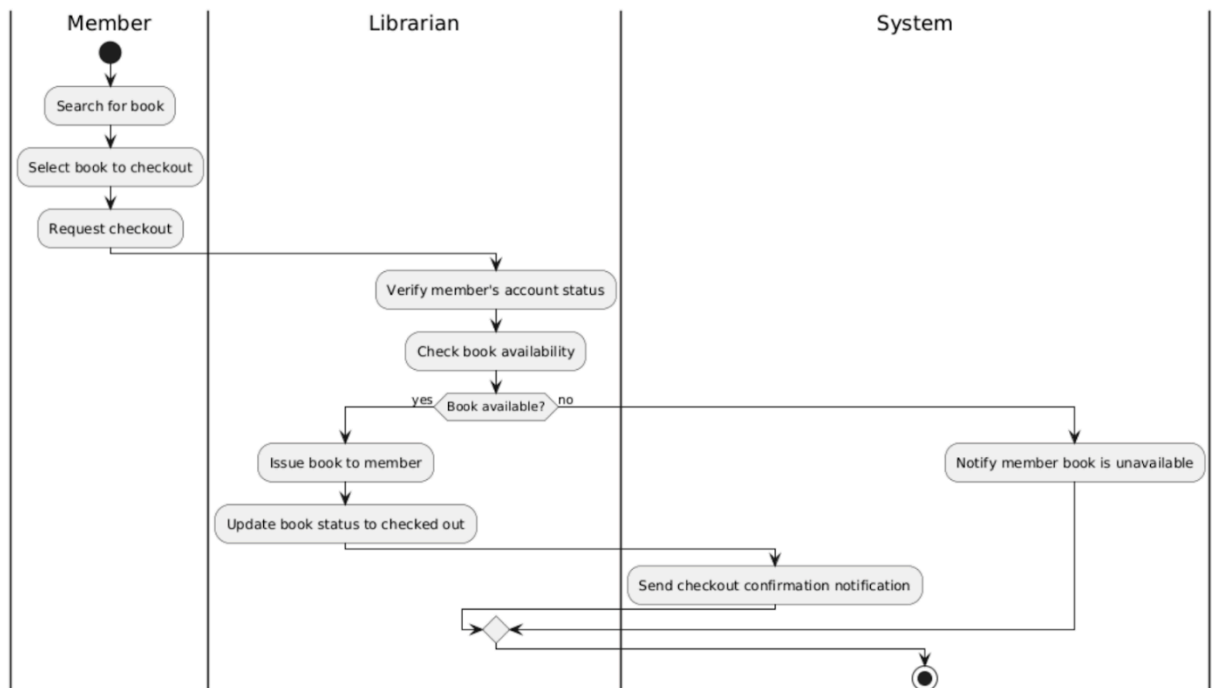 Member
Librarian
System
Search for book
Select book to checkout
Request checkout
Verify member's account status
Check book availability
yes
Book available?
no
Issue book to member
Notify member book is unavailable
Update book status to checked out
Send checkout confirmation notification